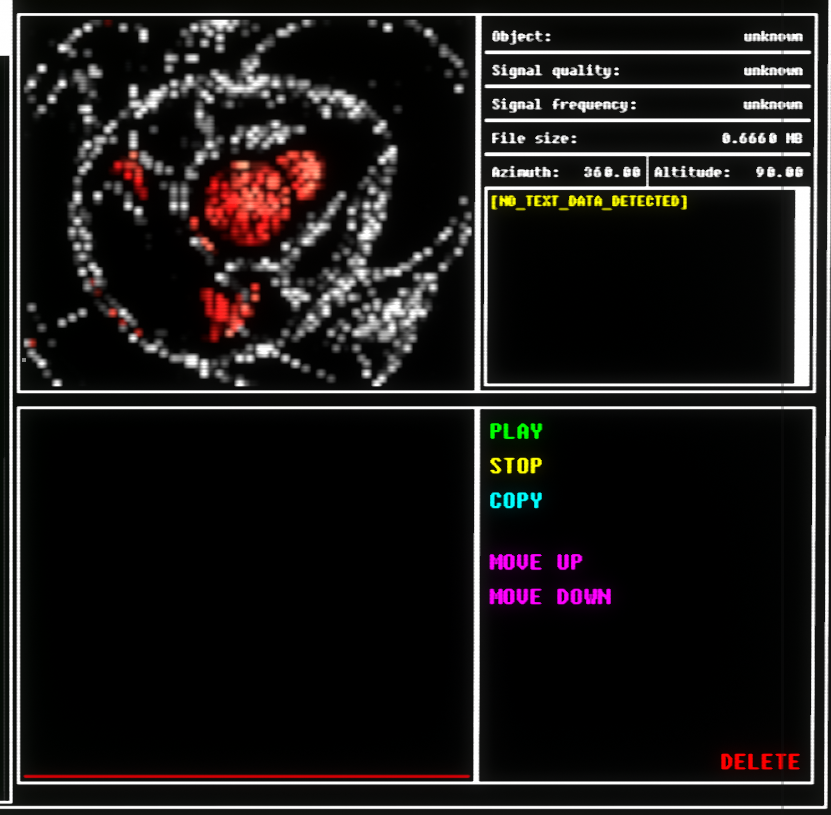 Object: unknown
Signal quality: unknown
Signal frequency: unknown
File size: 0.6660 MB
Azimuth: 360.00 Altitude: 90.00
[NO_TEXT_DATA_DETECTED]
PLAY
STOP
COPY
MOVE UP
MOVE DOWN
DELETE